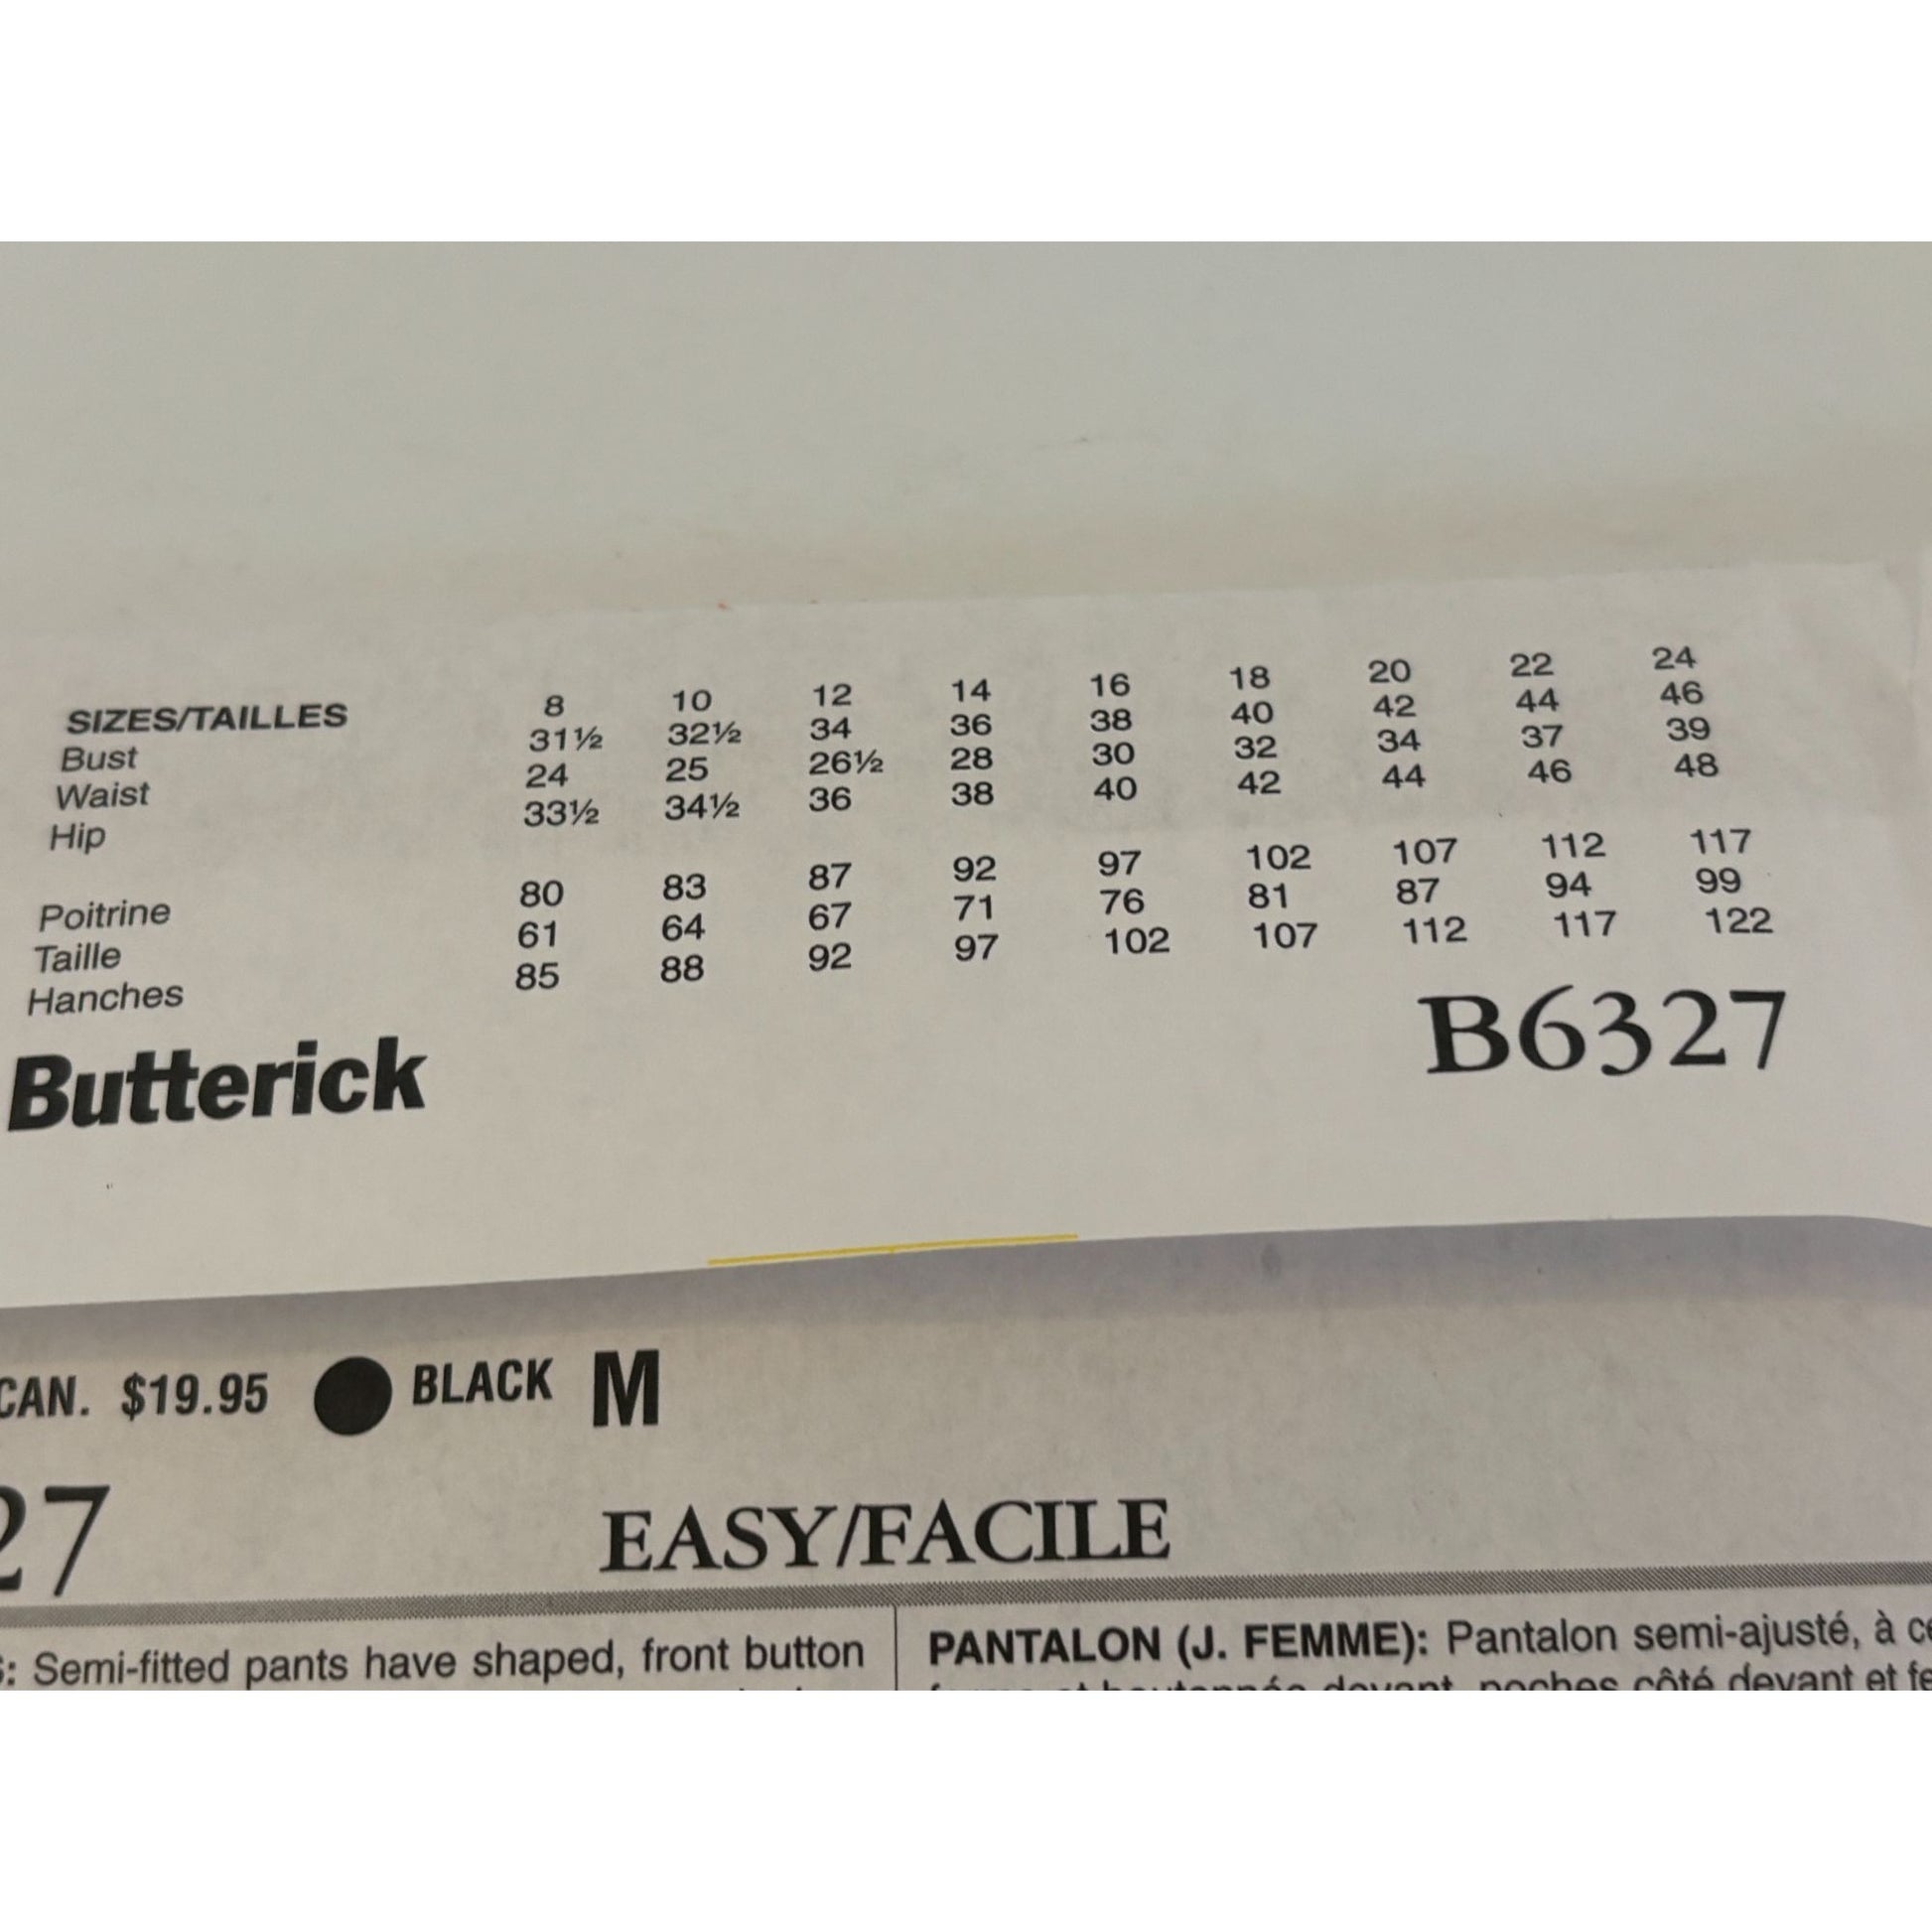 SIZES/TAILLES 8 10 12 14 16 18 20 22 24
Bust 31½ 32½ 34 36 38 40 42 44 46
Waist 24 25 26½ 28 30 32 34 37 39
Hip 33½ 34½ 36 38 40 42 44 46 48
Poitrine 80 83 87 92 97 102 107 112 117
Taille 61 64 67 71 76 81 87 94 99
Hanches 85 88 92 97 102 107 112 117 122
Butterick B6327
CAN. $19.95 BLACK M
27 EASY/FACILE
: Semi-fitted pants have shaped, front button
PANTALON (J. FEMME): Pantalon semi-ajusté, à
devant, poches côté devant et